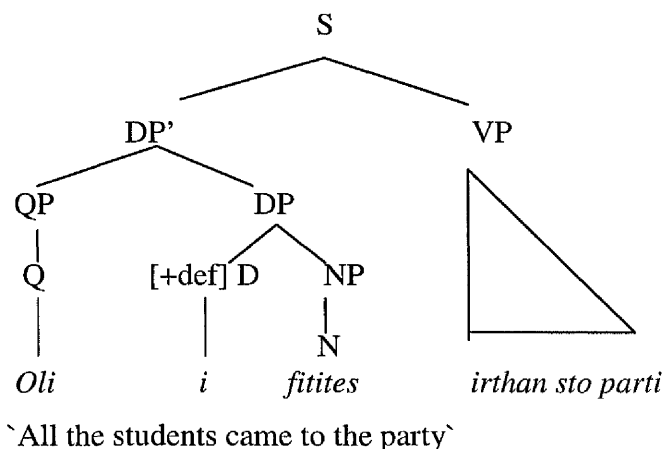 S
DP' VP
QP DP
Q [+def] D NP
N
Oli i fitites irthan sto parti
`All the students came to the party`